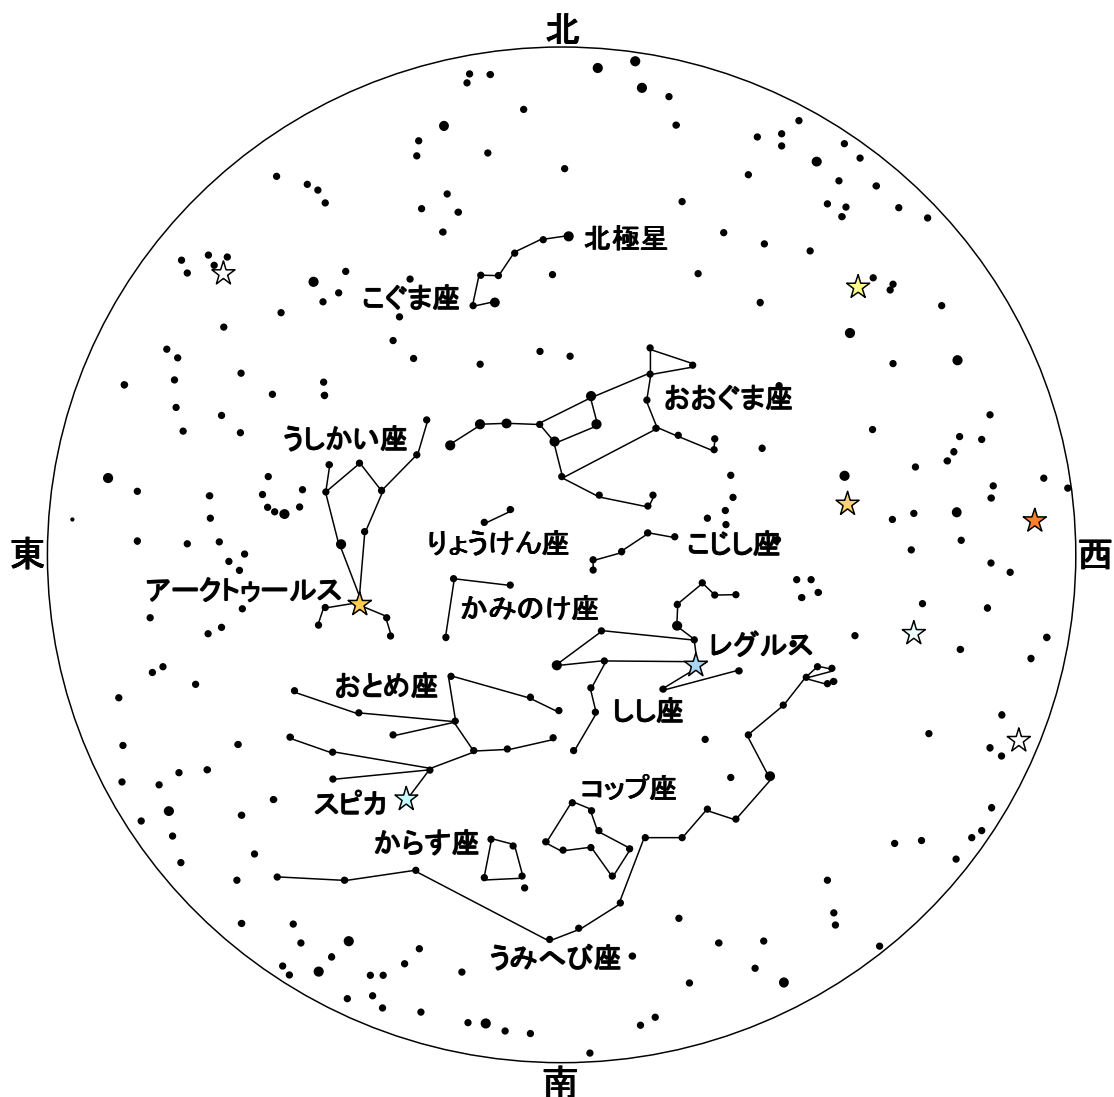 北
北極星
こぐま座
おおぐま座
うしかい座
りょうけん座
こじし座
東
西
アークトゥールス
かみのけ座
レグルス
おとめ座
しし座
コップ座
スピカ
からす座
うみへび座
南